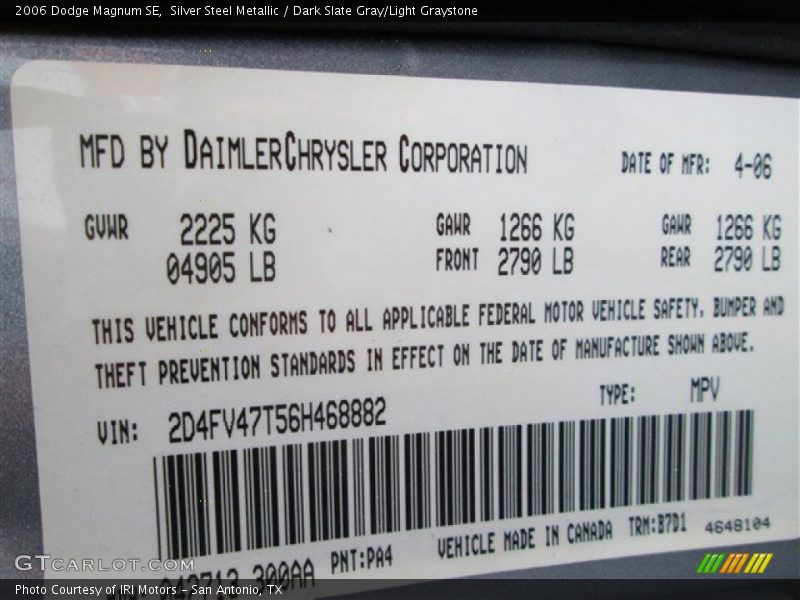 2006 Dodge Magnum SE,  Silver Steel Metallic / Dark Slate Gray/Light Graystone
MFD BY DAIMLERCHRYSLER CORPORATION DATE OF MFR: 4-06
GVWR 2225 KG GAWR 1266 KG GAWR 1266 KG
04905 LB FRONT 2790 LB REAR 2790 LB
THIS VEHICLE CONFORMS TO ALL APPLICABLE FEDERAL MOTOR VEHICLE SAFETY, BUMPER AND
THEFT PREVENTION STANDARDS IN EFFECT ON THE DATE OF MANUFACTURE SHOWN ABOVE.
VIN: 2D4FV47T56H468882 TYPE: MPV
300AA PNT:PA4 VEHICLE MADE IN CANADA TRM:B7D1 4648104
GTCARLOT.COM
Photo Courtesy of IRI Motors - San Antonio, TX